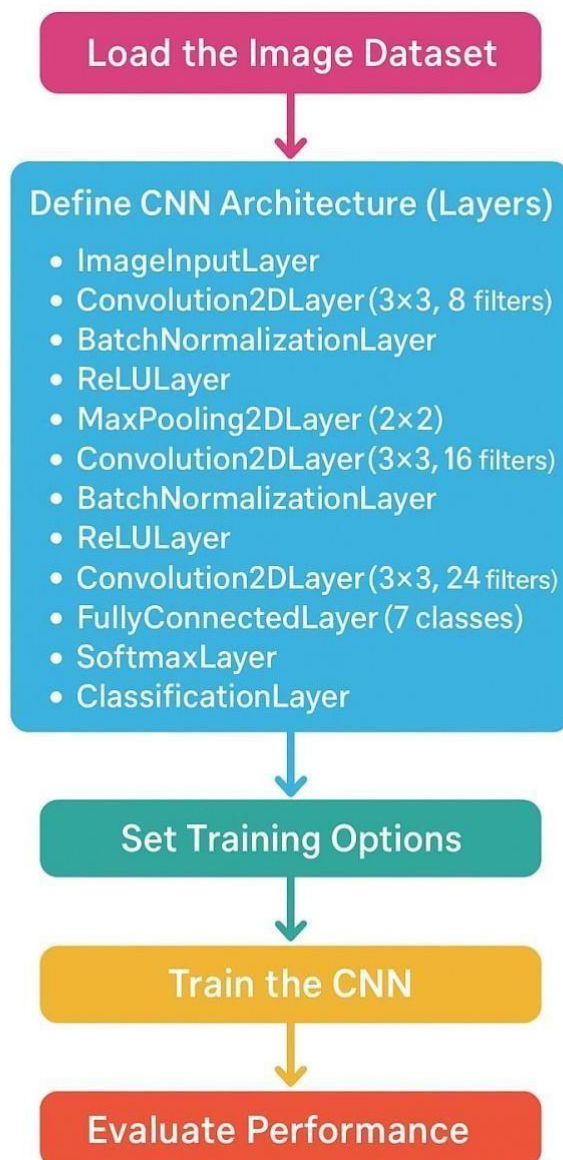 Load the Image Dataset
Define CNN Architecture (Layers)
• ImageInputLayer
• Convolution2DLayer (3×3, 8 filters)
• BatchNormalizationLayer
• ReLULayer
• MaxPooling2DLayer (2×2)
• Convolution2DLayer (3×3, 16 filters)
• BatchNormalizationLayer
• ReLULayer
• Convolution2DLayer (3×3, 24 filters)
• FullyConnectedLayer (7 classes)
• SoftmaxLayer
• ClassificationLayer
Set Training Options
Train the CNN
Evaluate Performance